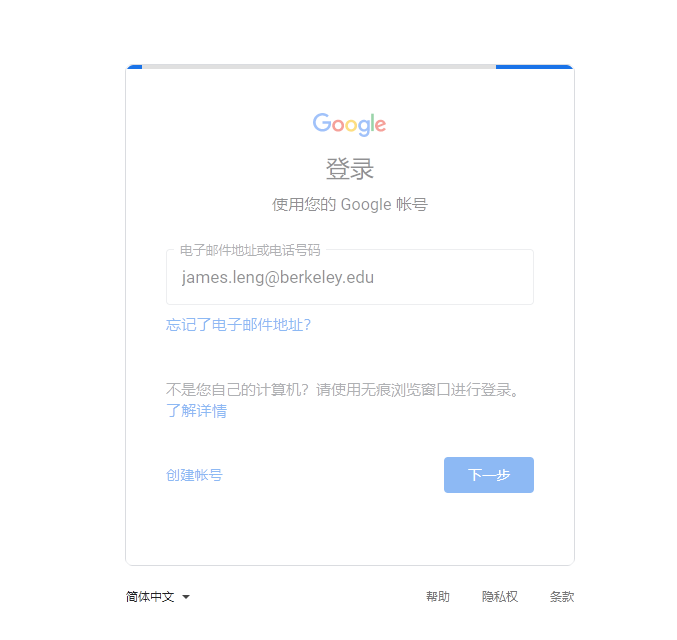 Google
登录
使用您的 Google 帐号
电子邮件地址或电话号码
james.leng@berkeley.edu
忘记了电子邮件地址?
不是您自己的计算机？请使用无痕浏览窗口进行登录。
了解详情
创建帐号
下一步
简体中文
帮助
隐私权
条款